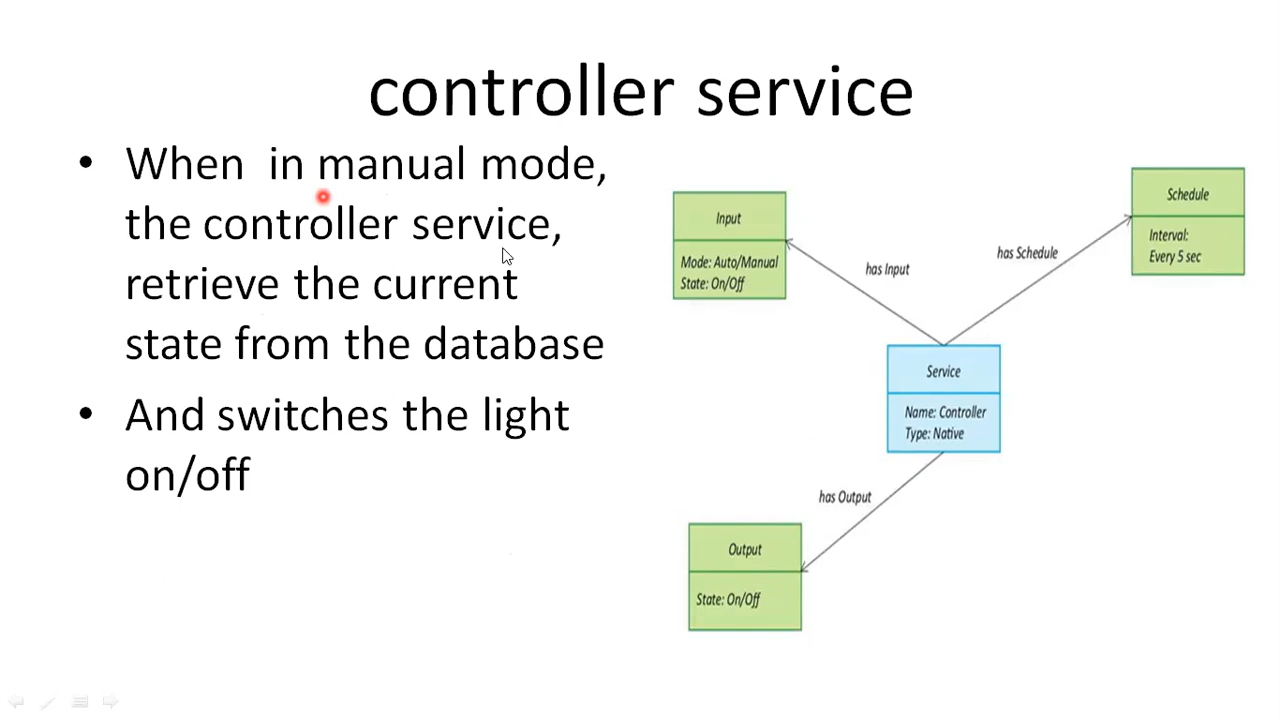 controller service
• When  in manual mode,
the controller service,
retrieve the current
state from the database
• And switches the light
on/off
Input
Mode: Auto/Manual
State: On/Off
has Input
has Schedule
Schedule
Interval:
Every 5 sec
Service
Name: Controller
Type: Native
has Output
Output
State: On/Off